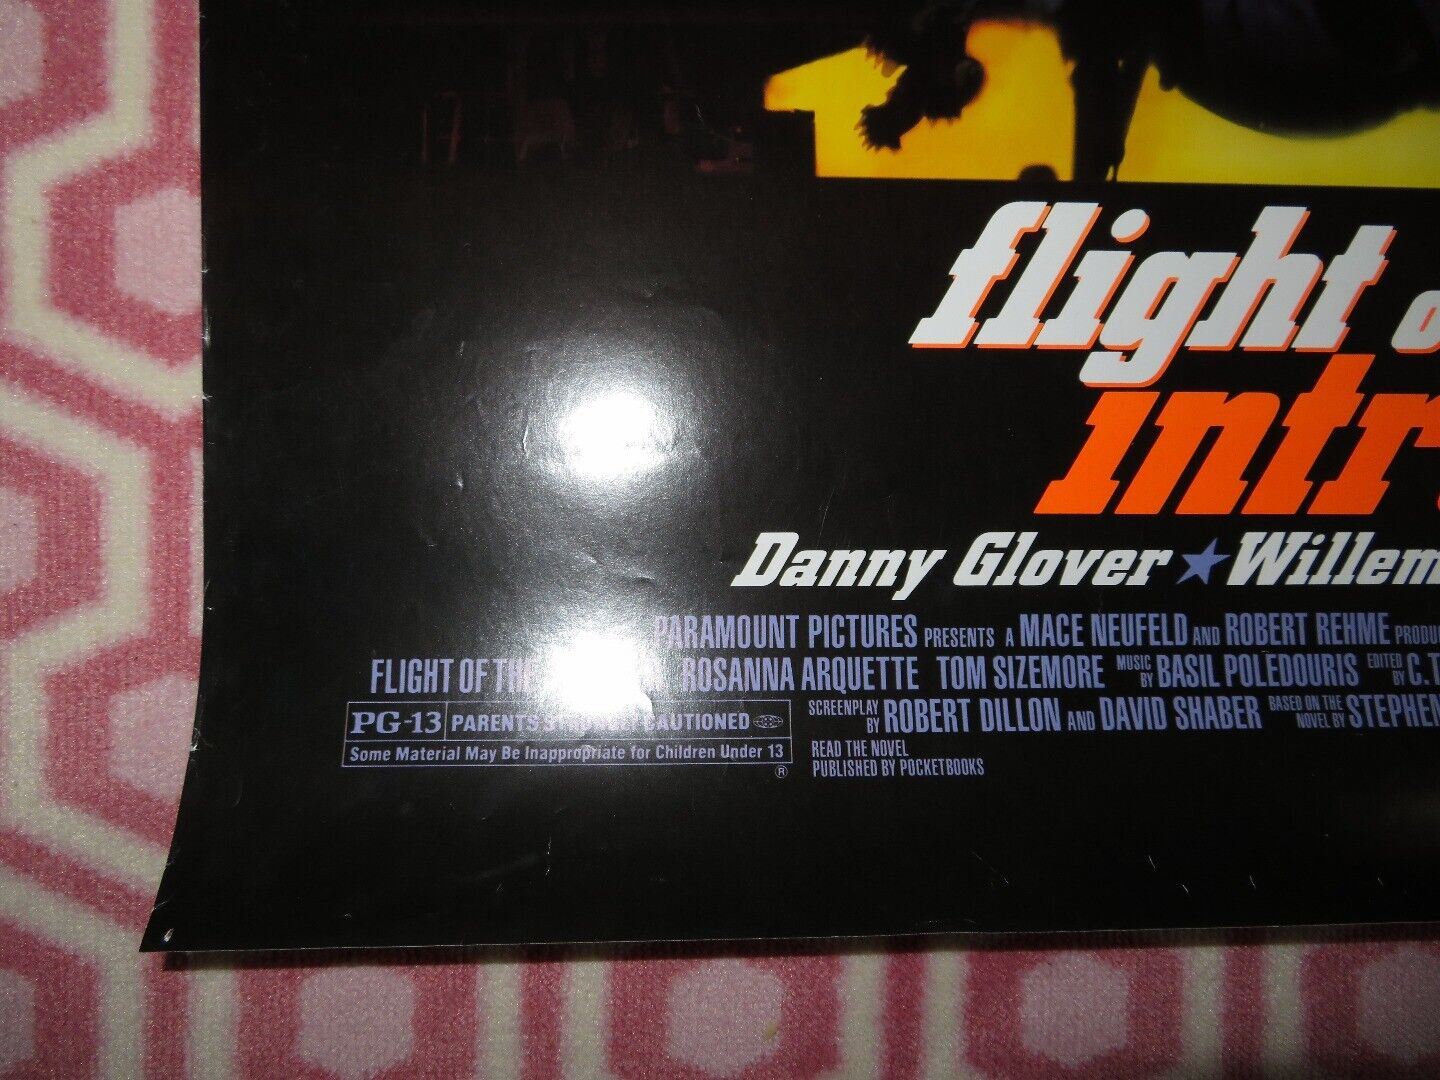 flight
intr
Danny Glover ★ Willem
PARAMOUNT PICTURES PRESENTS A MACE NEUFELD AND ROBERT REHME
FLIGHT OF ROSANNA ARQUETTE TOM SIZEMORE MUSIC BY BASIL POLEDOURIS EDITED BY C.T
SCREENPLAY BY ROBERT DILLON AND DAVID SHABER BASED ON THE NOVEL BY STEPHEN
PG-13 PARENTS CAUTIONED
Some Material May Be Inappropriate for Children Under 13
®
READ THE NOVEL
PUBLISHED BY POCKETBOOKS